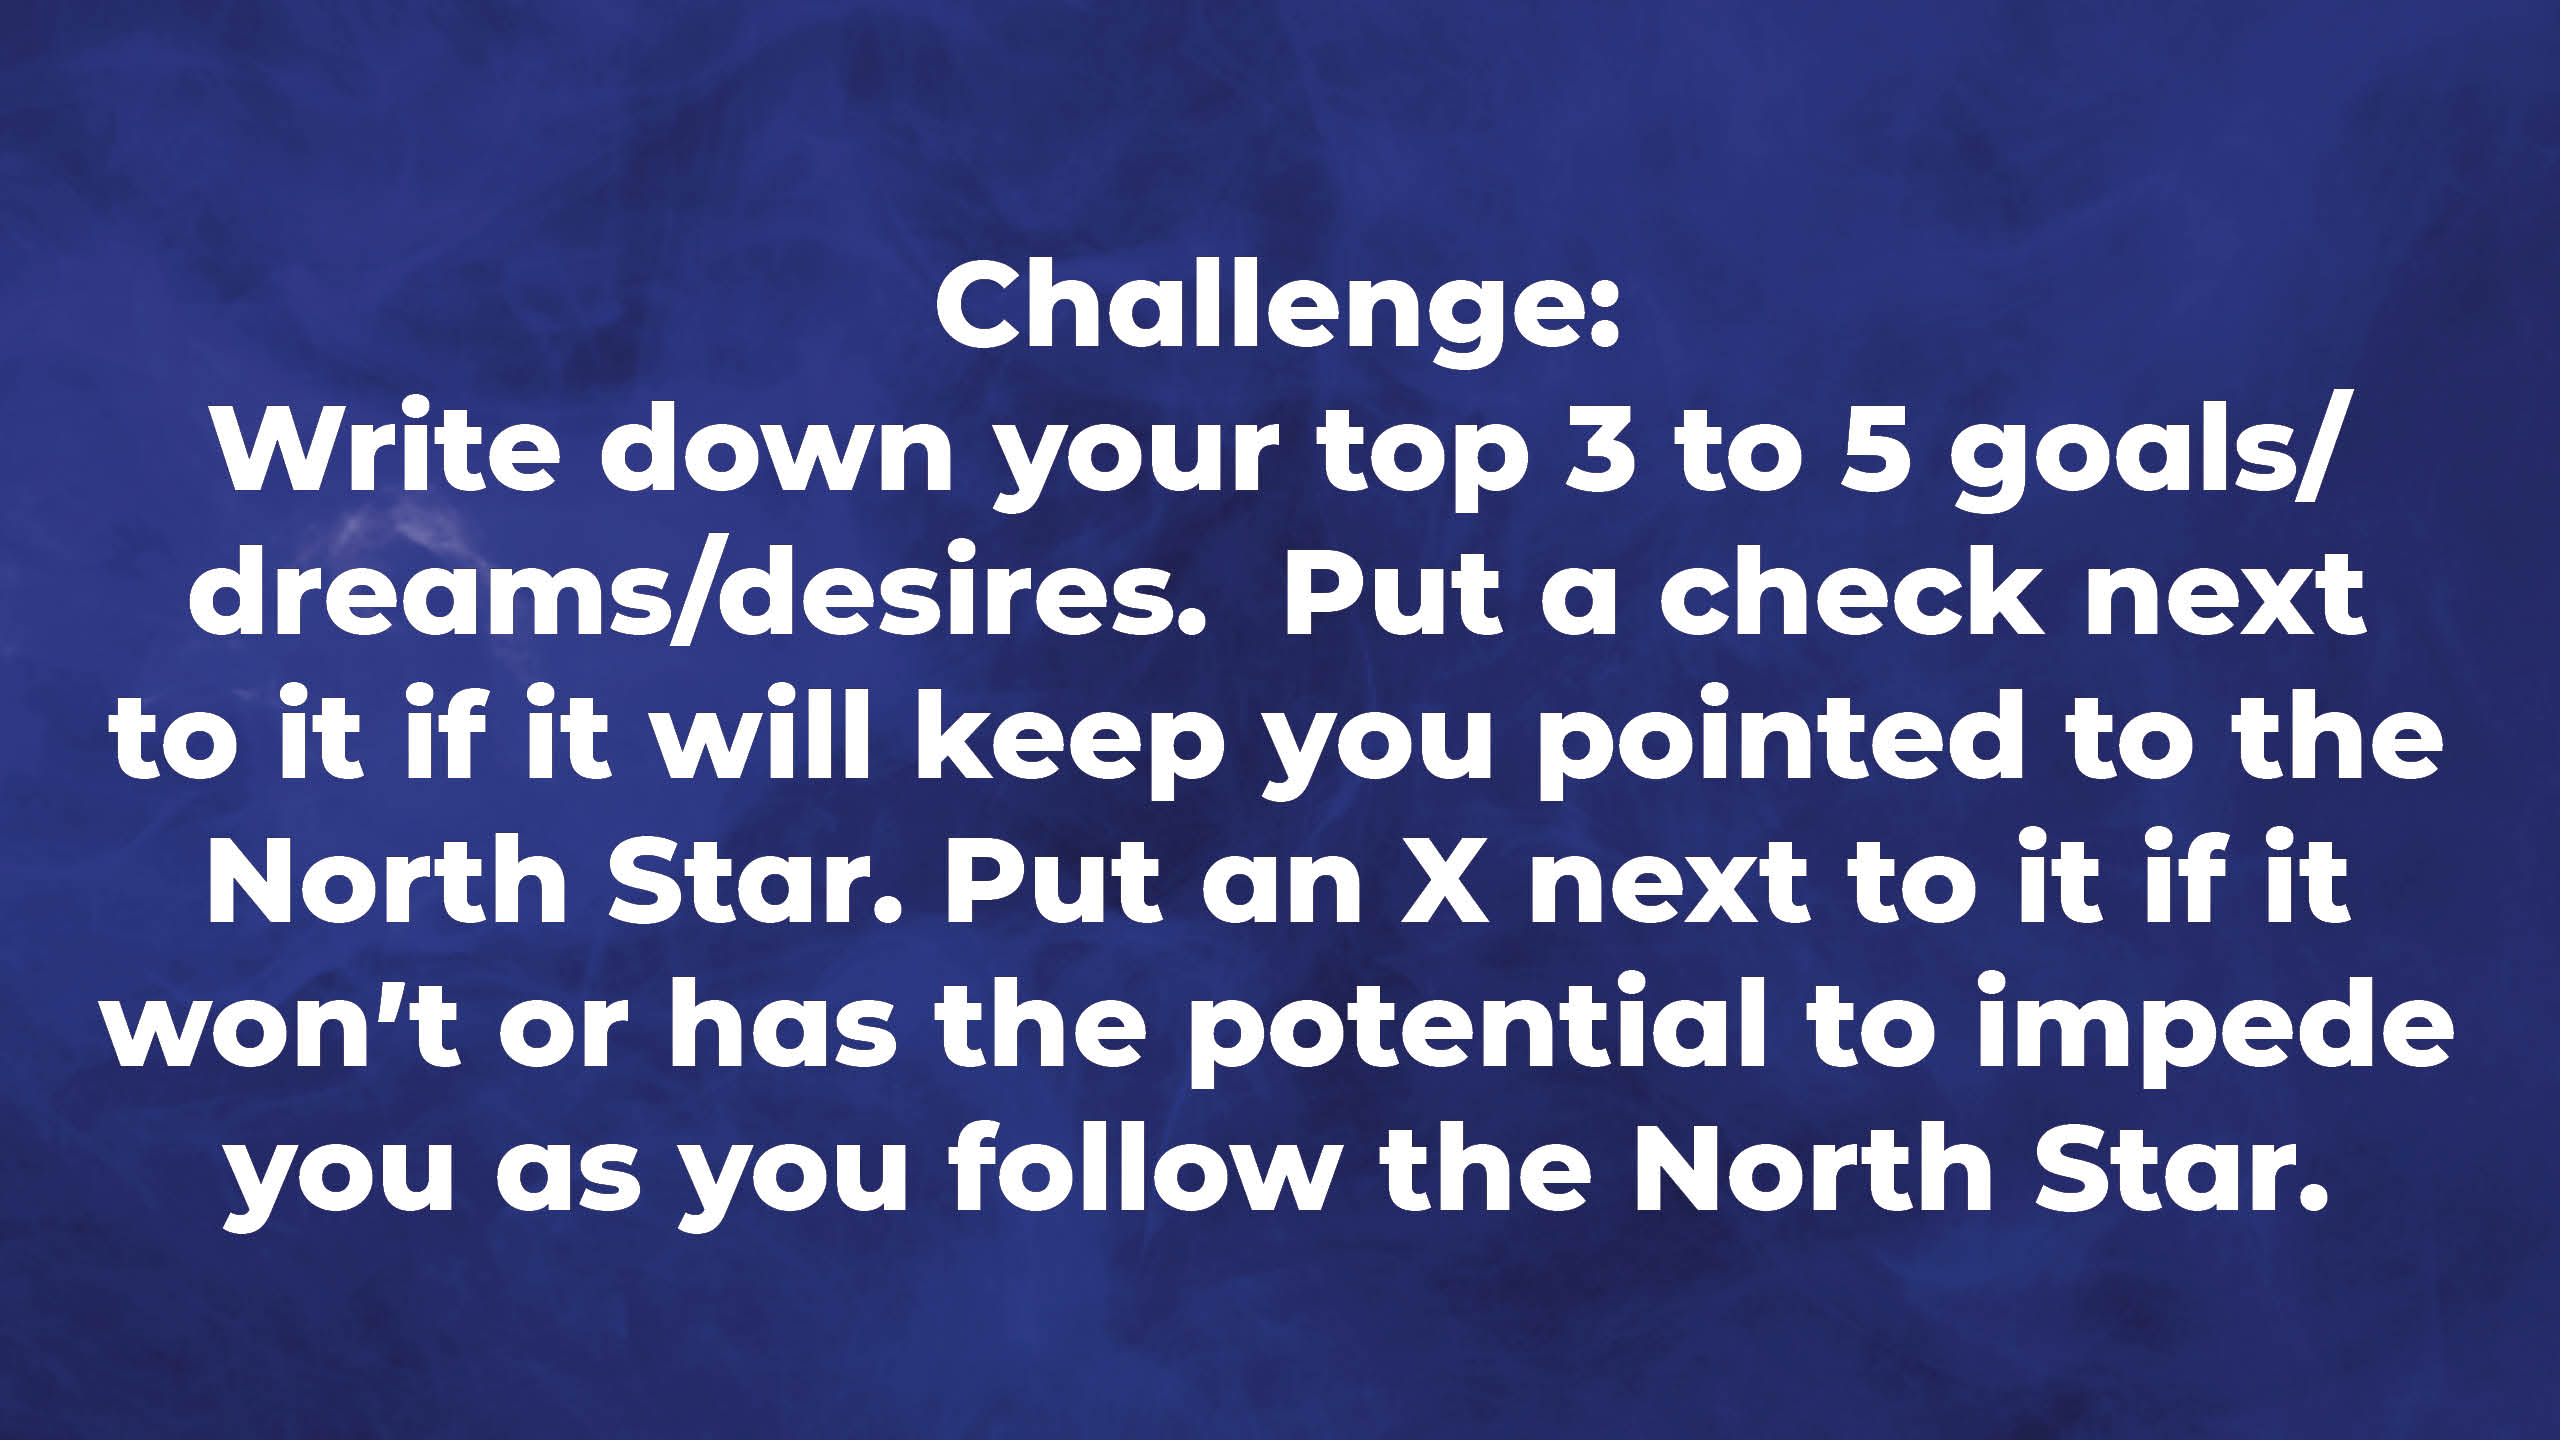 Challenge:
Write down your top 3 to 5 goals/
dreams/desires.  Put a check next
to it if it will keep you pointed to the
North Star. Put an X next to it if it
won't or has the potential to impede
you as you follow the North Star.